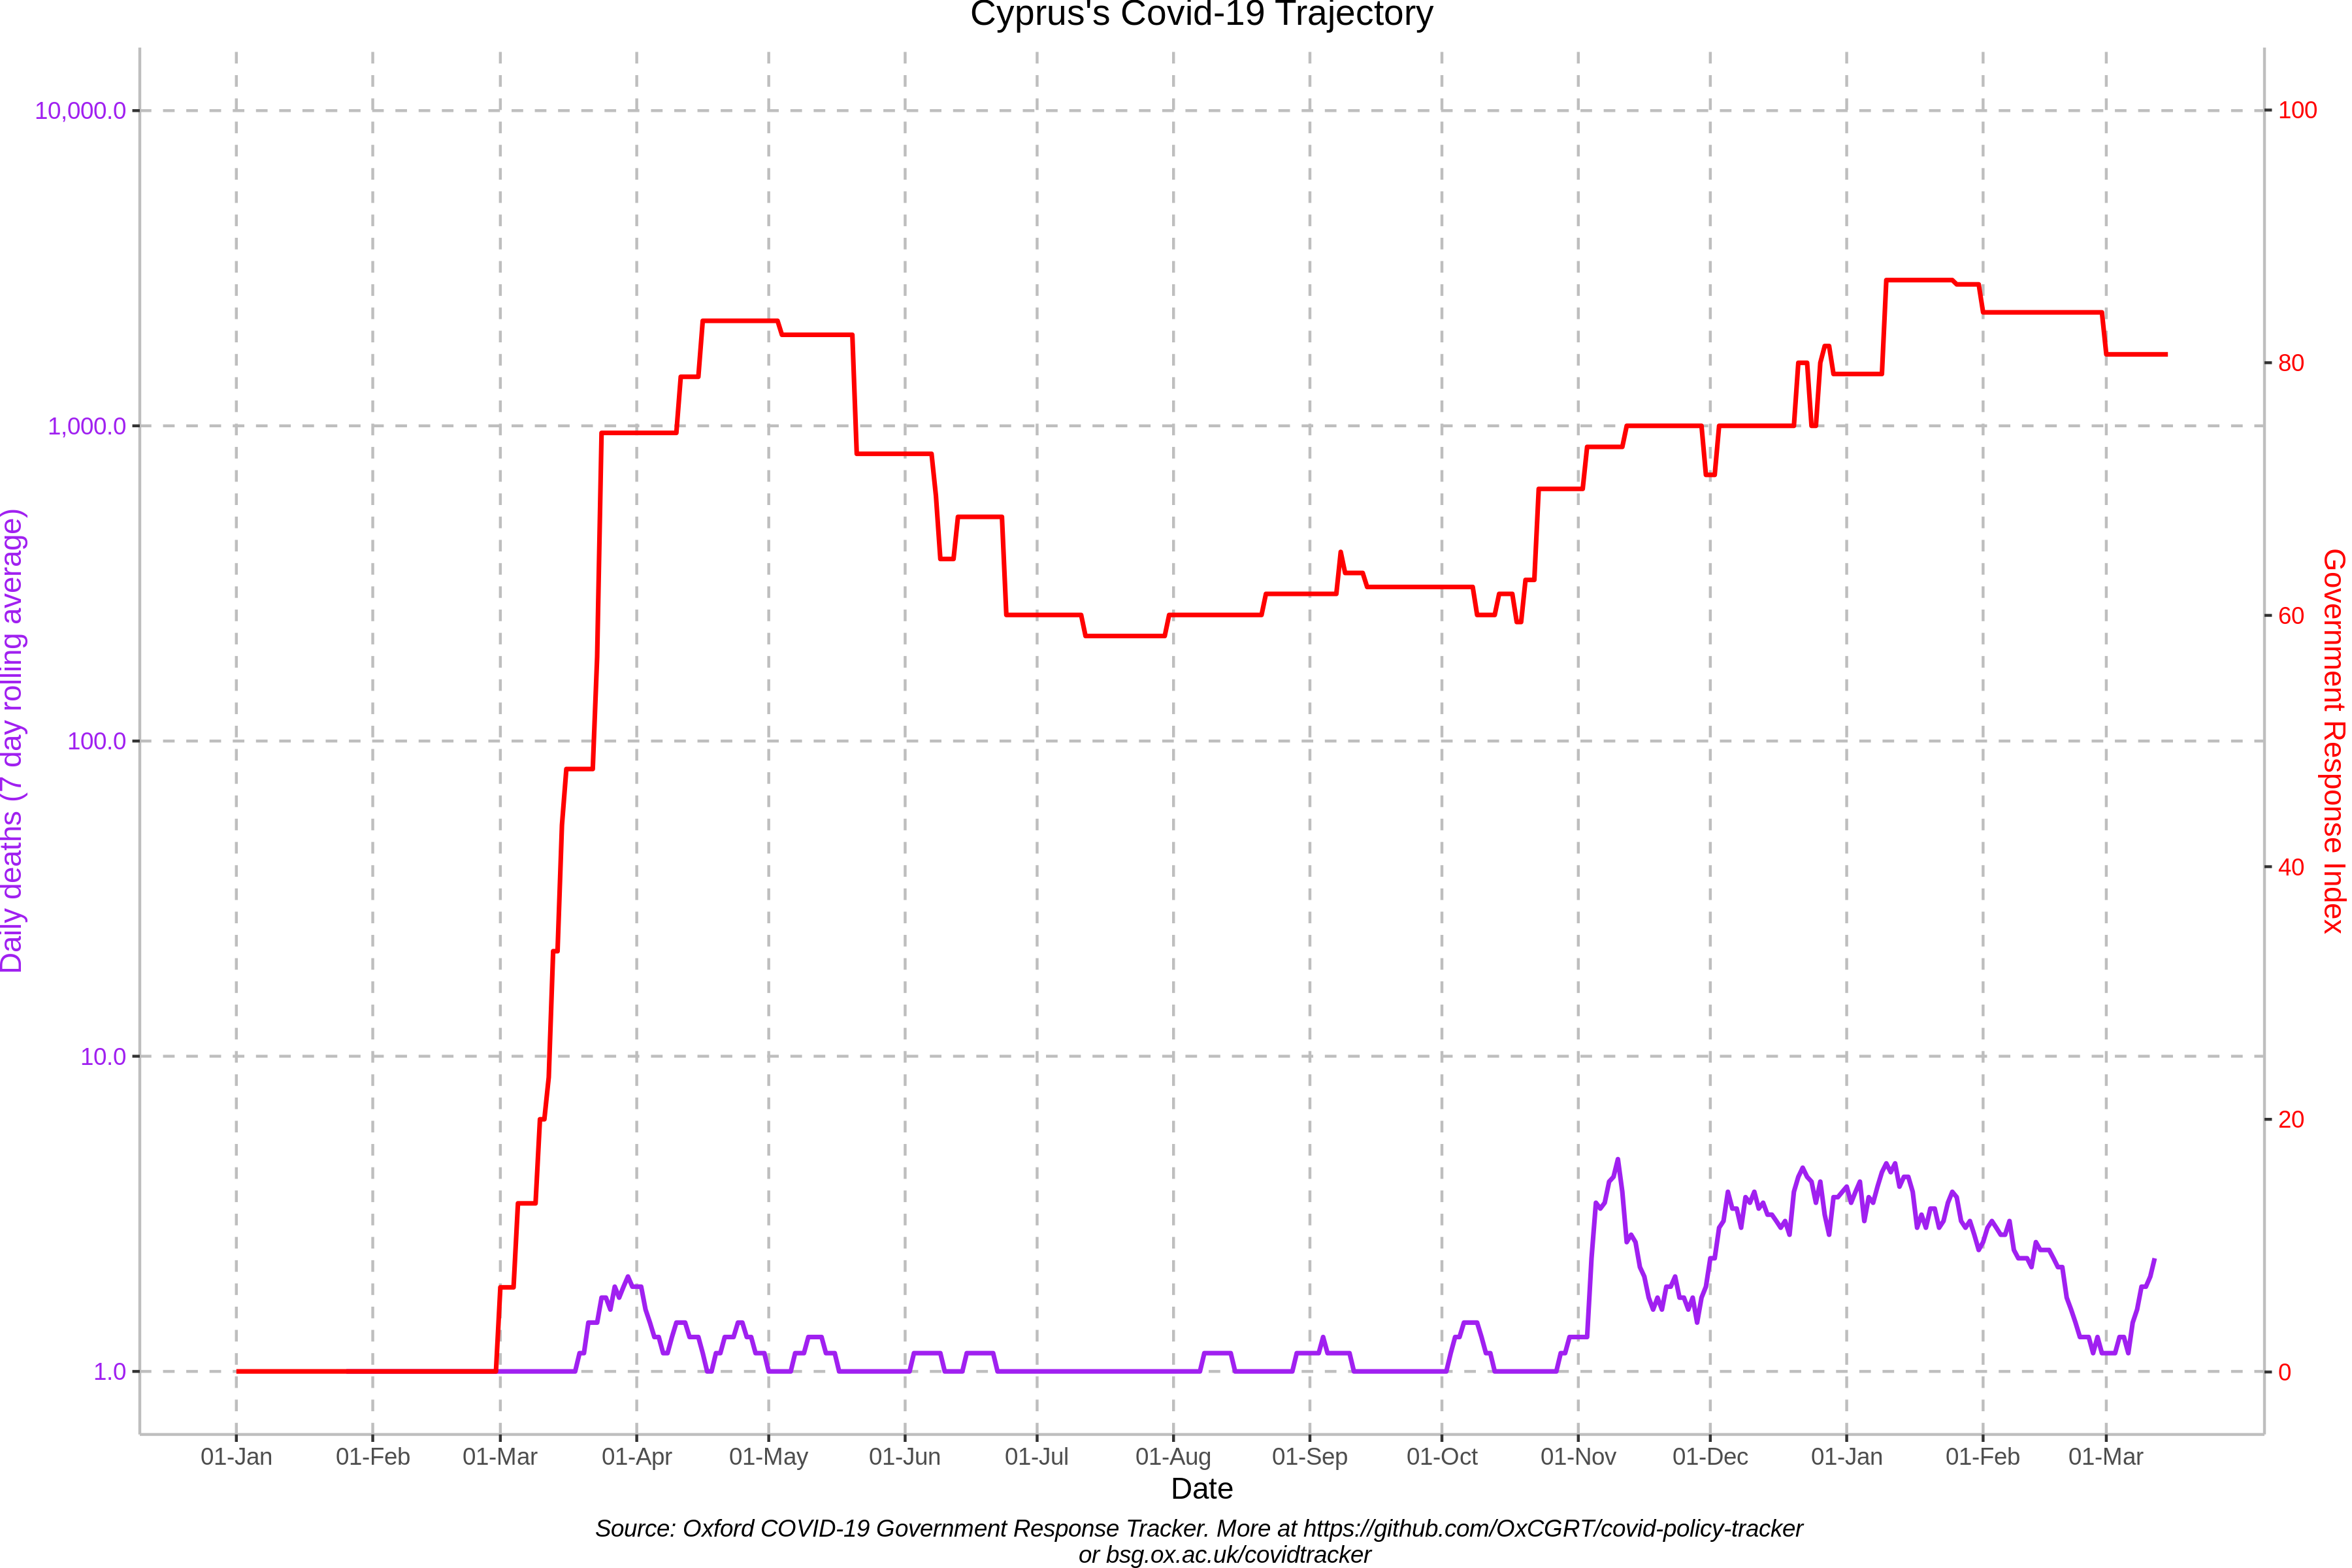 Cyprus's Covid-19 Trajectory
10,000.0
1,000.0
100.0
10.0
1.0
Daily deaths (7 day rolling average)
100
80
60
40
20
0
Government Response Index
01-Jan 01-Feb 01-Mar 01-Apr 01-May 01-Jun 01-Jul 01-Aug 01-Sep 01-Oct 01-Nov 01-Dec 01-Jan 01-Feb 01-Mar
Date
Source: Oxford COVID-19 Government Response Tracker. More at https://github.com/OxCGRT/covid-policy-tracker
or bsg.ox.ac.uk/covidtracker